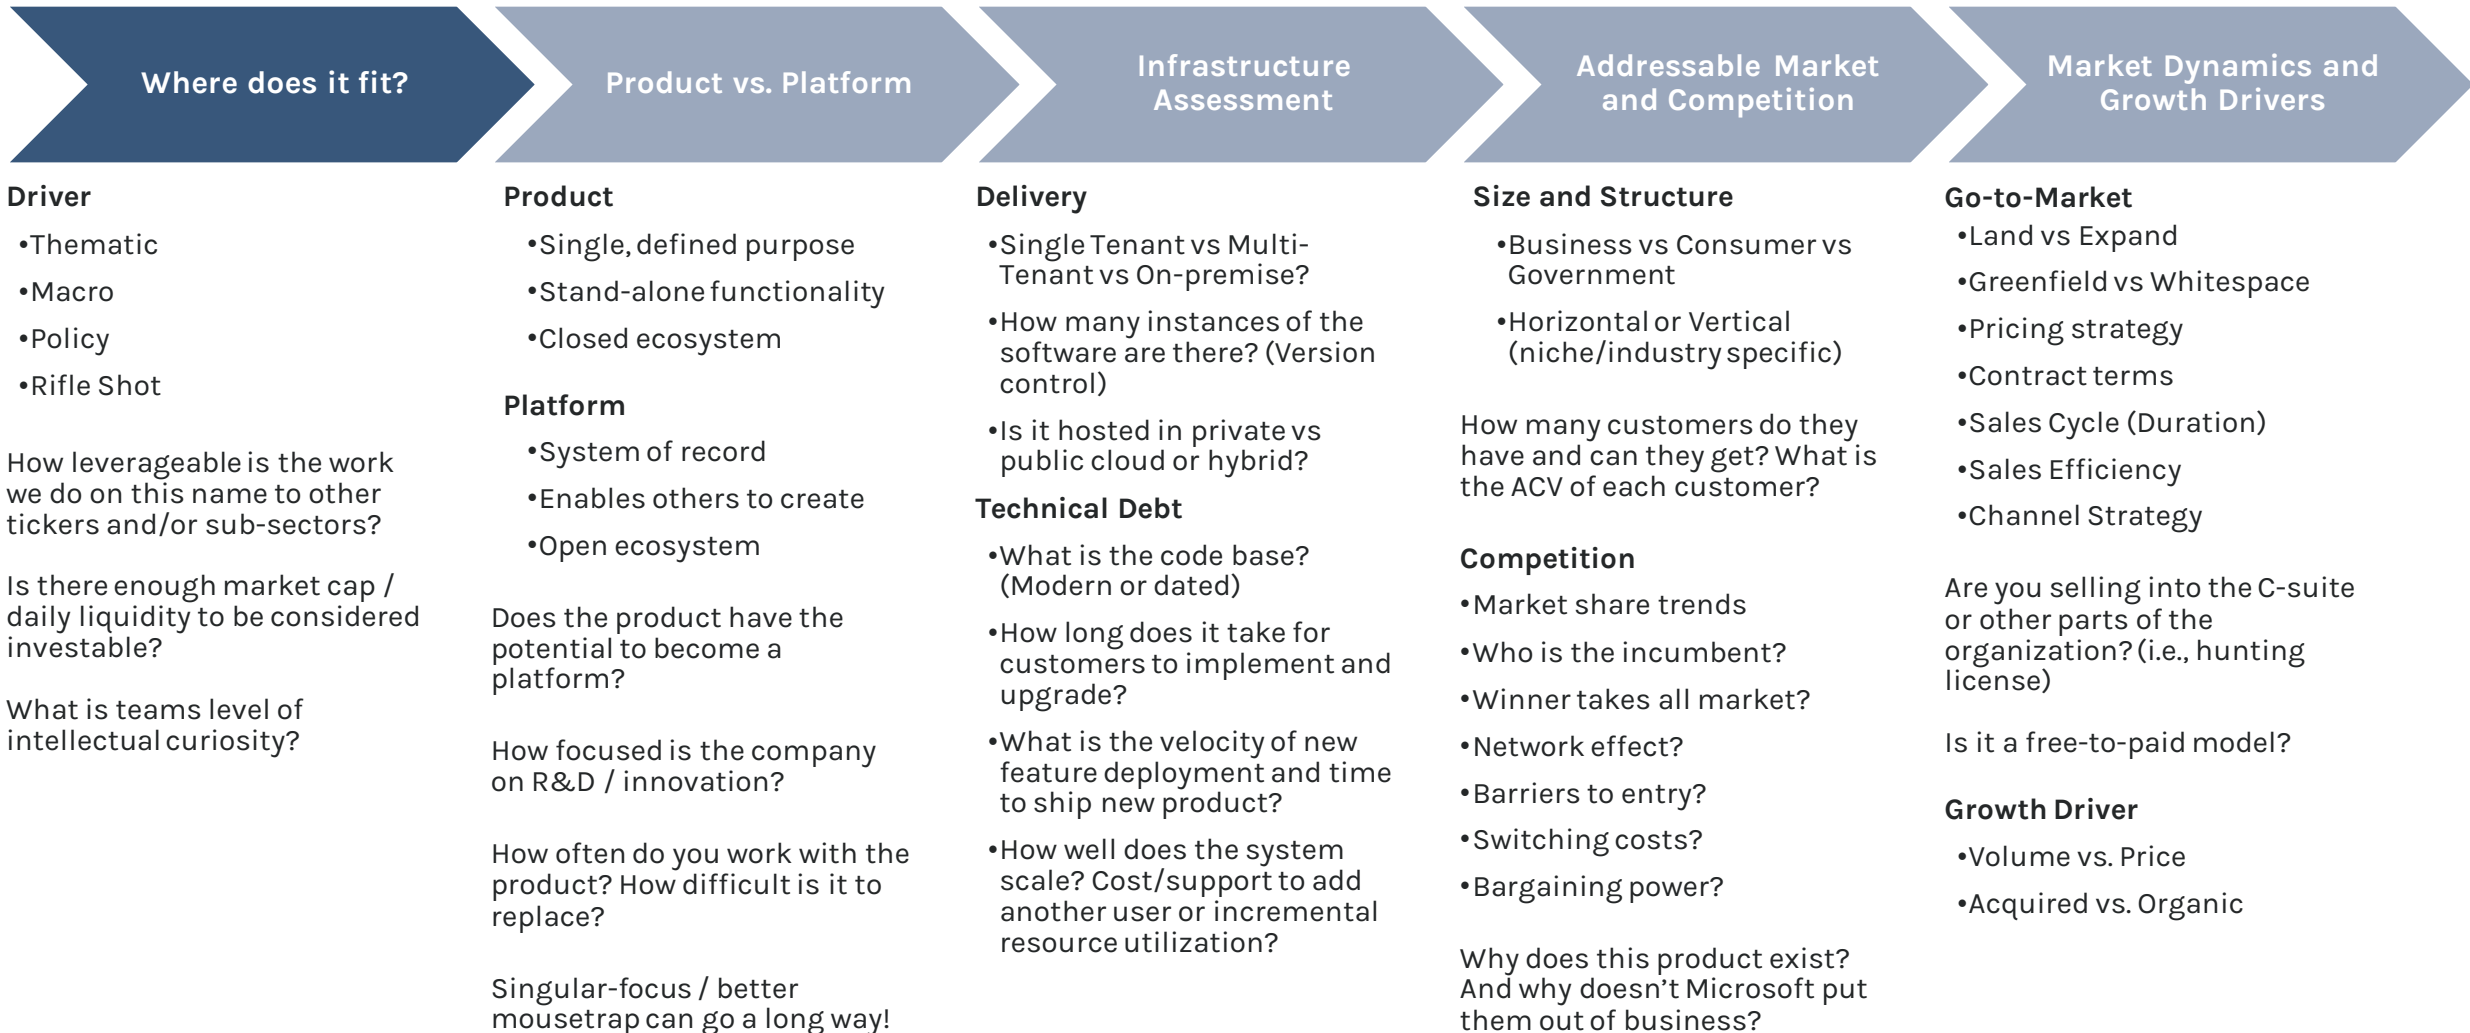 Where does it fit?
Product vs. Platform
Infrastructure
Assessment
Addressable Market
and Competition
Market Dynamics and
Growth Drivers
Driver
•Thematic
•Macro
•Policy
•Rifle Shot
How leverageable is the work
we do on this name to other
tickers and/or sub-sectors?
Is there enough market cap /
daily liquidity to be considered
investable?
What is teams level of
intellectual curiosity?
Product
•Single, defined purpose
•Stand-alone functionality
•Closed ecosystem
Platform
•System of record
•Enables others to create
•Open ecosystem
Does the product have the
potential to become a
platform?
How focused is the company
on R&D / innovation?
How often do you work with the
product? How difficult is it to
replace?
Singular-focus / better
mousetrap can go a long way!
Delivery
•Single Tenant vs Multi-
Tenant vs On-premise?
•How many instances of the
software are there? (Version
control)
•Is it hosted in private vs
public cloud or hybrid?
Technical Debt
•What is the code base?
(Modern or dated)
•How long does it take for
customers to implement and
upgrade?
•What is the velocity of new
feature deployment and time
to ship new product?
•How well does the system
scale? Cost/support to add
another user or incremental
resource utilization?
Size and Structure
•Business vs Consumer vs
Government
•Horizontal or Vertical
(niche/industry specific)
How many customers do they
have and can they get? What is
the ACV of each customer?
Competition
•Market share trends
•Who is the incumbent?
•Winner takes all market?
•Network effect?
•Barriers to entry?
•Switching costs?
•Bargaining power?
Why does this product exist?
And why doesn’t Microsoft put
them out of business?
Go-to-Market
•Land vs Expand
•Greenfield vs Whitespace
•Pricing strategy
•Contract terms
•Sales Cycle (Duration)
•Sales Efficiency
•Channel Strategy
Are you selling into the C-suite
or other parts of the
organization? (i.e., hunting
license)
Is it a free-to-paid model?
Growth Driver
•Volume vs. Price
•Acquired vs. Organic